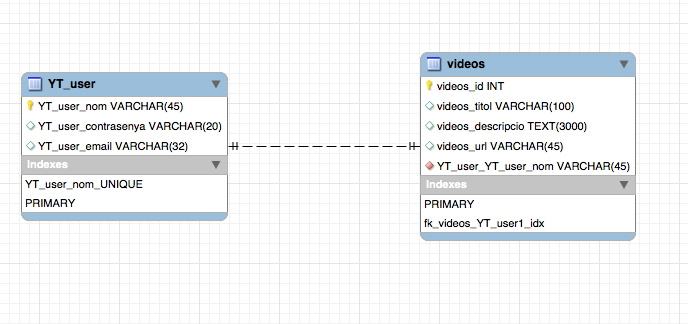 YT_user
YT_user_nom VARCHAR(45)
YT_user_contrasenya VARCHAR(20)
YT_user_email VARCHAR(32)
Indexes
YT_user_nom_UNIQUE
PRIMARY
videos
videos_id INT
videos_titol VARCHAR(100)
videos_descripcio TEXT(3000)
videos_url VARCHAR(45)
YT_user_YT_user_nom VARCHAR(45)
Indexes
PRIMARY
fk_videos_YT_user1_idx